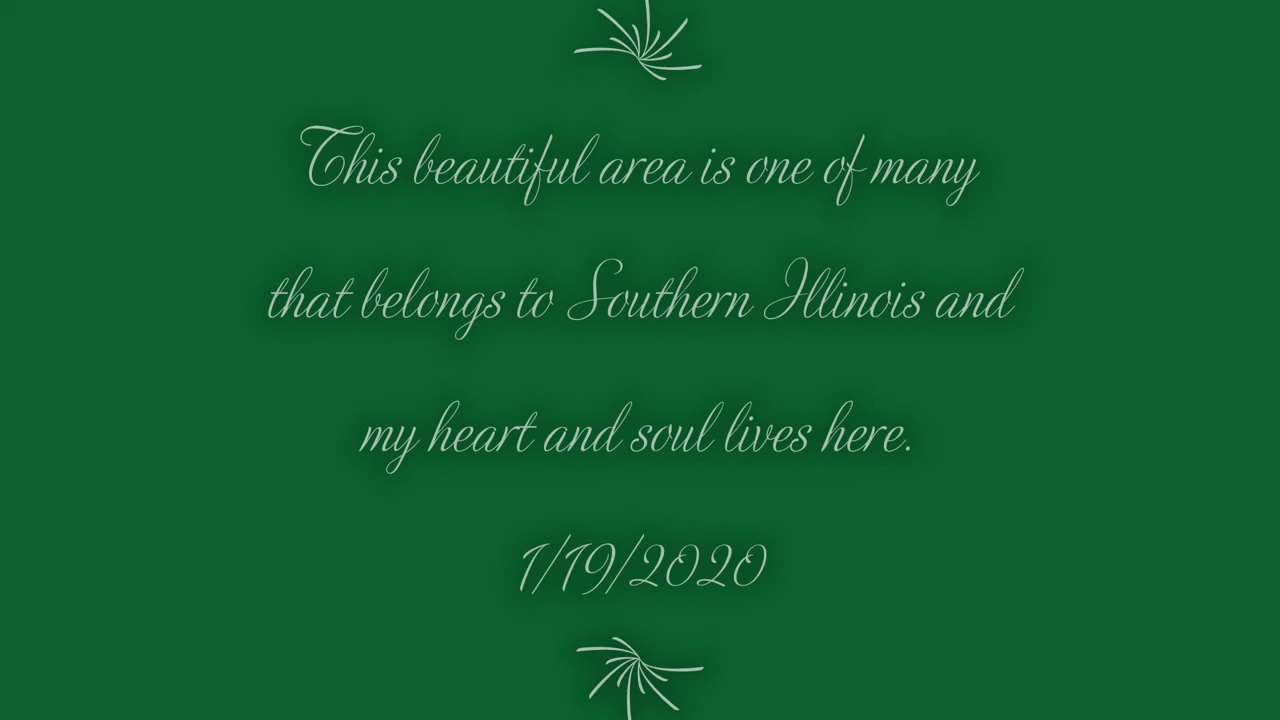 This beautiful area is one of many
that belongs to Southern Illinois and
my heart and soul lives here.
1/19/2020